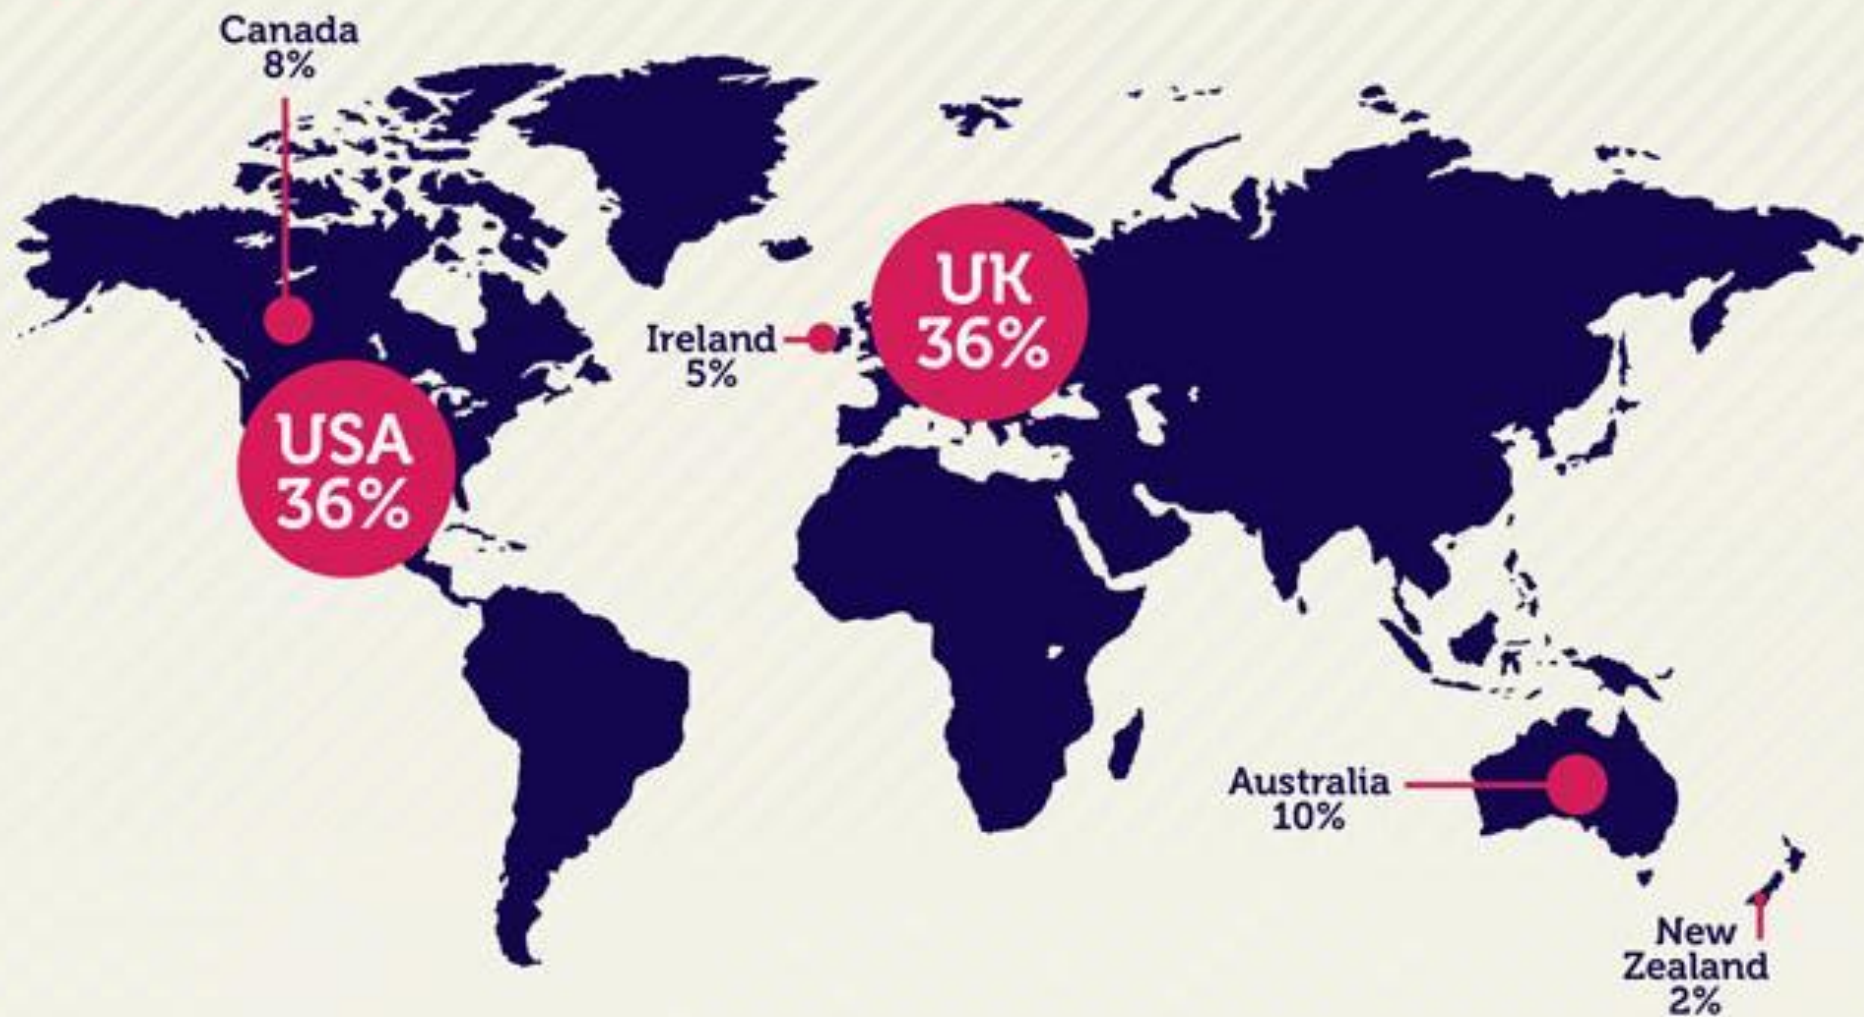 Canada
8%
UK
36%
Ireland
5%
USA
36%
Australia
10%
New
Zealand
2%